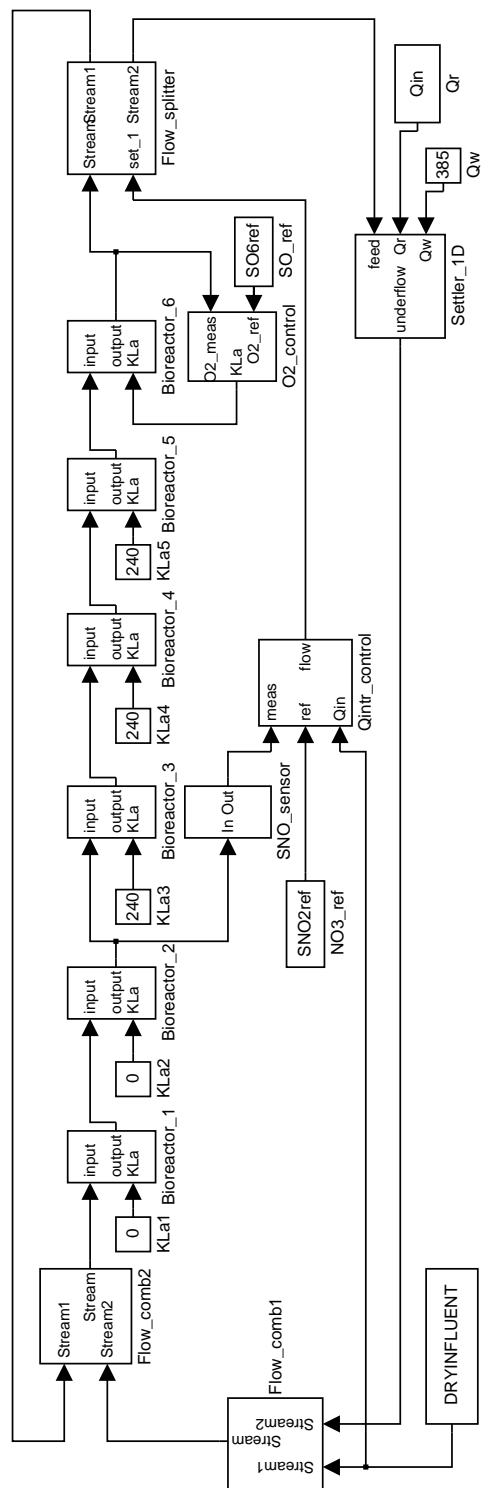 Stream1
Stream
Stream2
Flow_comb2
0
KLa1
input
output
KLa
Bioreactor_1
0
KLa2
input
output
KLa
Bioreactor_2
240
KLa3
input
output
KLa
Bioreactor_3
240
KLa4
input
output
KLa
Bioreactor_4
240
KLa5
input
output
KLa
Bioreactor_5
input
output
KLa
Bioreactor_6
Stream
Stream1
set_1
Stream2
Flow_splitter
O2_meas
KLa
O2_ref
O2_control
SO6ref
SO_ref
In Out
SNO_sensor
SNO2ref
NO3_ref
meas
ref
flow
Qin
Qintr_control
Stream2
Stream
Stream1
Flow_comb1
DRYINFLUENT
feed
Qr
underflow
Qw
Settler_1D
Qin
Qr
385
Qw